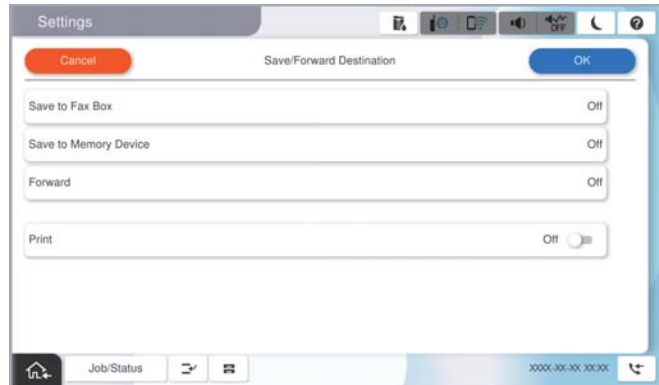 Settings
OFF
?
Cancel
Save/Forward Destination
OK
Save to Fax Box Off
Save to Memory Device Off
Forward Off
Print Off
Job/Status
XXXX-XX-XX XX:XX